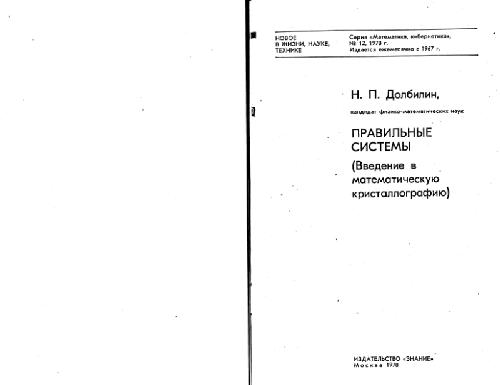 НОВОЕ
В ЖИЗНИ, НАУКЕ,
ТЕХНИКЕ
Серия «Математика, кибернетика»,
№ 12, 1978 г.
Издается ежемесячно с 1967 г.
Н. П. Долбилин,
кандидат физико-математических наук
ПРАВИЛЬНЫЕ
СИСТЕМЫ
(Введение в
математическую
кристаллографию)
ИЗДАТЕЛЬСТВО «ЗНАНИЕ»
Москва 1978